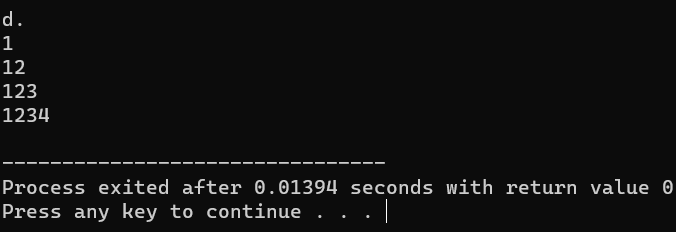 d.
1
12
123
1234
--------------------------------
Process exited after 0.01394 seconds with return value 0
Press any key to continue . . .